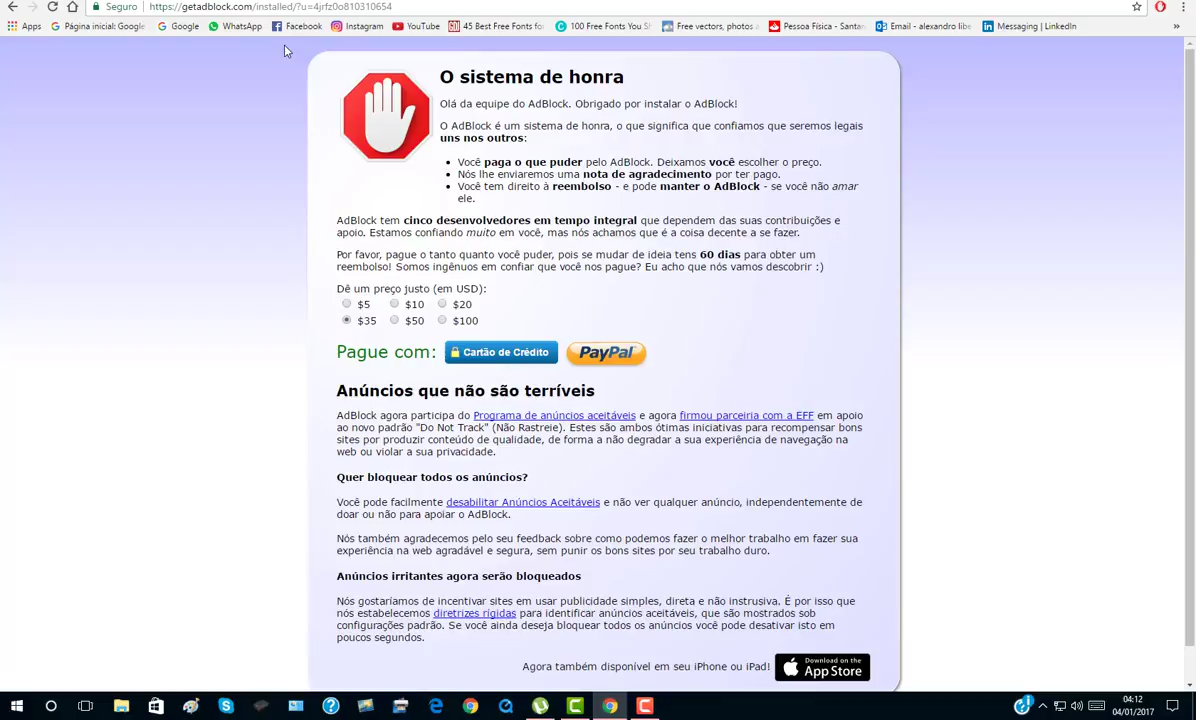 Seguro
https://getadblock.com/installed/?u=4jrfz0o810310654
Apps
Página inicial: Google
Google
WhatsApp
Facebook
Instagram
YouTube
45 Best Free Fonts fo
100 Free Fonts You Sh
Free vectors, photos a
Pessoa Física - Santan
Email - alexandro libe
Messaging | LinkedIn
»
O sistema de honra
Olá da equipe do AdBlock. Obrigado por instalar o AdBlock!
O AdBlock é um sistema de honra, o que significa que confiamos que seremos legais
uns nos outros:
• Você paga o que puder pelo AdBlock. Deixamos você escolher o preço.
• Nós lhe enviaremos uma nota de agradecimento por ter pago.
• Você tem direito à reembolso - e pode manter o AdBlock - se você não amar
ele.
AdBlock tem cinco desenvolvedores em tempo integral que dependem das suas contribuições e
apoio. Estamos confiando muito em você, mas nós achamos que é a coisa decente a se fazer.
Por favor, pague o tanto quanto você puder, pois se mudar de ideia tens 60 dias para obter um
reembolso! Somos ingênuos em confiar que você nos pague? Eu acho que nós vamos descobrir :)
Dê um preço justo (em USD):
$5 $10 $20
$35 $50 $100
Pague com: Cartão de Crédito PayPal
Anúncios que não são terríveis
AdBlock agora participa do Programa de anúncios aceitáveis e agora firmou parceiria com a EFF em apoio
ao novo padrão "Do Not Track" (Não Rastreie). Estes são ambos ótimas iniciativas para recompensar bons
sites por produzir conteúdo de qualidade, de forma a não degradar a sua experiência de navegação na
web ou violar a sua privacidade.
Quer bloquear todos os anúncios?
Você pode facilmente desabilitar Anúncios Aceitáveis e não ver qualquer anúncio, independentemente de
doar ou não para apoiar o AdBlock.
Nós também agradecemos pelo seu feedback sobre como podemos fazer o melhor trabalho em fazer sua
experiência na web agradável e segura, sem punir os bons sites por seu trabalho duro.
Anúncios irritantes agora serão bloqueados
Nós gostaríamos de incentivar sites em usar publicidade simples, direta e não instrusiva. É por isso que
nós estabelecemos diretrizes rígidas para identificar anúncios aceitáveis, que são mostrados sob
configurações padrão. Se você ainda deseja bloquear todos os anúncios você pode desativar isto em
poucos segundos.
Agora também disponível em seu iPhone ou iPad!
Download on the
App Store
04:12
04/01/2017